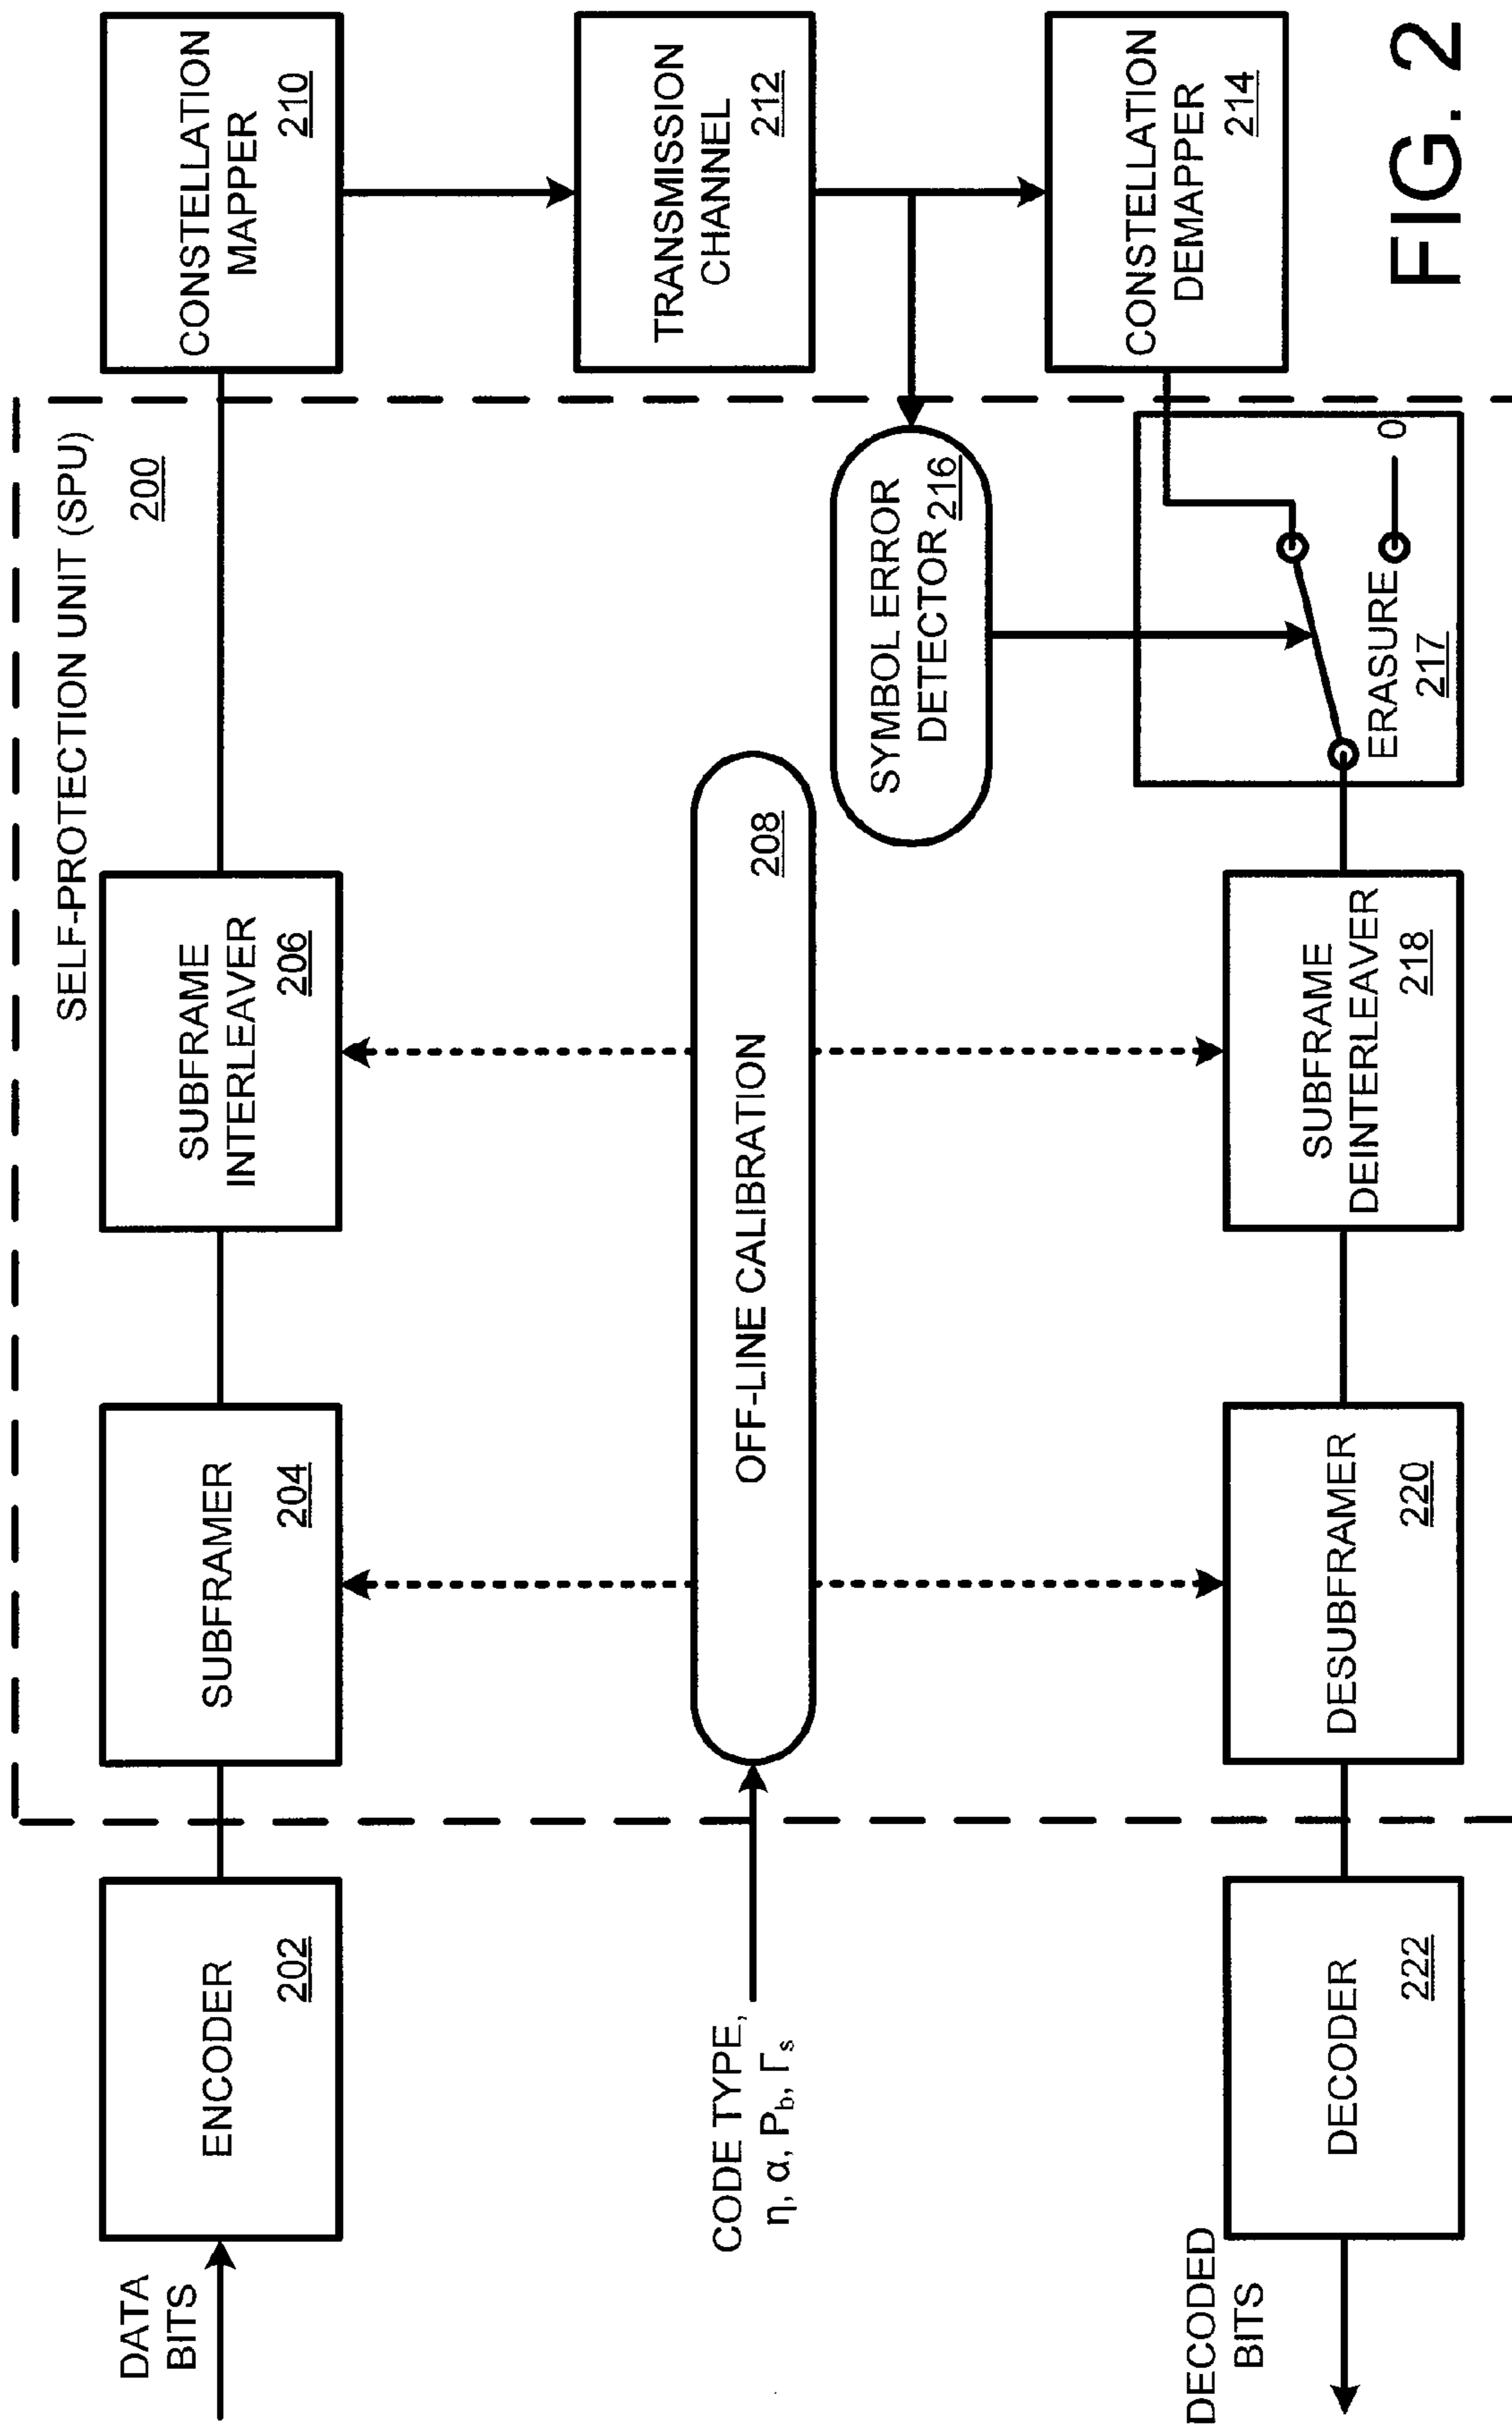 DATA
BITS
ENCODER
202
SELF-PROTECTION UNIT (SPU)
200
SUBFRAMER
204
SUBFRAME
INTERLEAVER
206
CONSTELLATION
MAPPER
210
CODE TYPE,
η, α, Pb, Γs
OFF-LINE CALIBRATION
208
TRANSMISSION
CHANNEL
212
SYMBOL ERROR
DETECTOR 216
DECODED
BITS
DECODER
222
DESUBFRAMER
220
SUBFRAME
DEINTERLEAVER
218
ERASURE
217
0
CONSTELLATION
DEMAPPER
214
FIG. 2